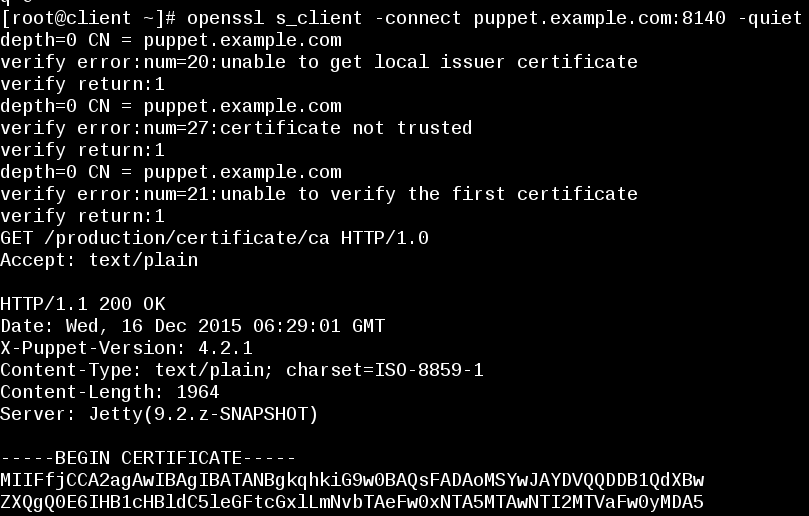 [root@client ~]# openssl s_client -connect puppet.example.com:8140 -quiet
depth=0 CN = puppet.example.com
verify error:num=20:unable to get local issuer certificate
verify return:1
depth=0 CN = puppet.example.com
verify error:num=27:certificate not trusted
verify return:1
depth=0 CN = puppet.example.com
verify error:num=21:unable to verify the first certificate
verify return:1
GET /production/certificate/ca HTTP/1.0
Accept: text/plain

HTTP/1.1 200 OK
Date: Wed, 16 Dec 2015 06:29:01 GMT
X-Puppet-Version: 4.2.1
Content-Type: text/plain; charset=ISO-8859-1
Content-Length: 1964
Server: Jetty(9.2.z-SNAPSHOT)

-----BEGIN CERTIFICATE-----
MIIFfjCCA2agAwIBAgIBATANBgkqhkiG9w0BAQsFADAoMSYwJAYDVQQDDB1QdXBw
ZXQgQ0E6IHB1cHBldC5leGFtcGxlLmNvbTAeFw0xNTA5MTAwNTI2MTVaFw0yMDA5